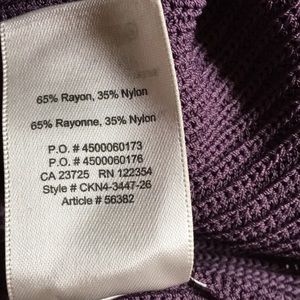 65% Rayon, 35% Nylon
65% Rayonne, 35% Nylon
P.O. # 4500060173
P.O. # 4500060176
CA 23725 RN 122354
Style # CKN4-3447-26
Article # 56382